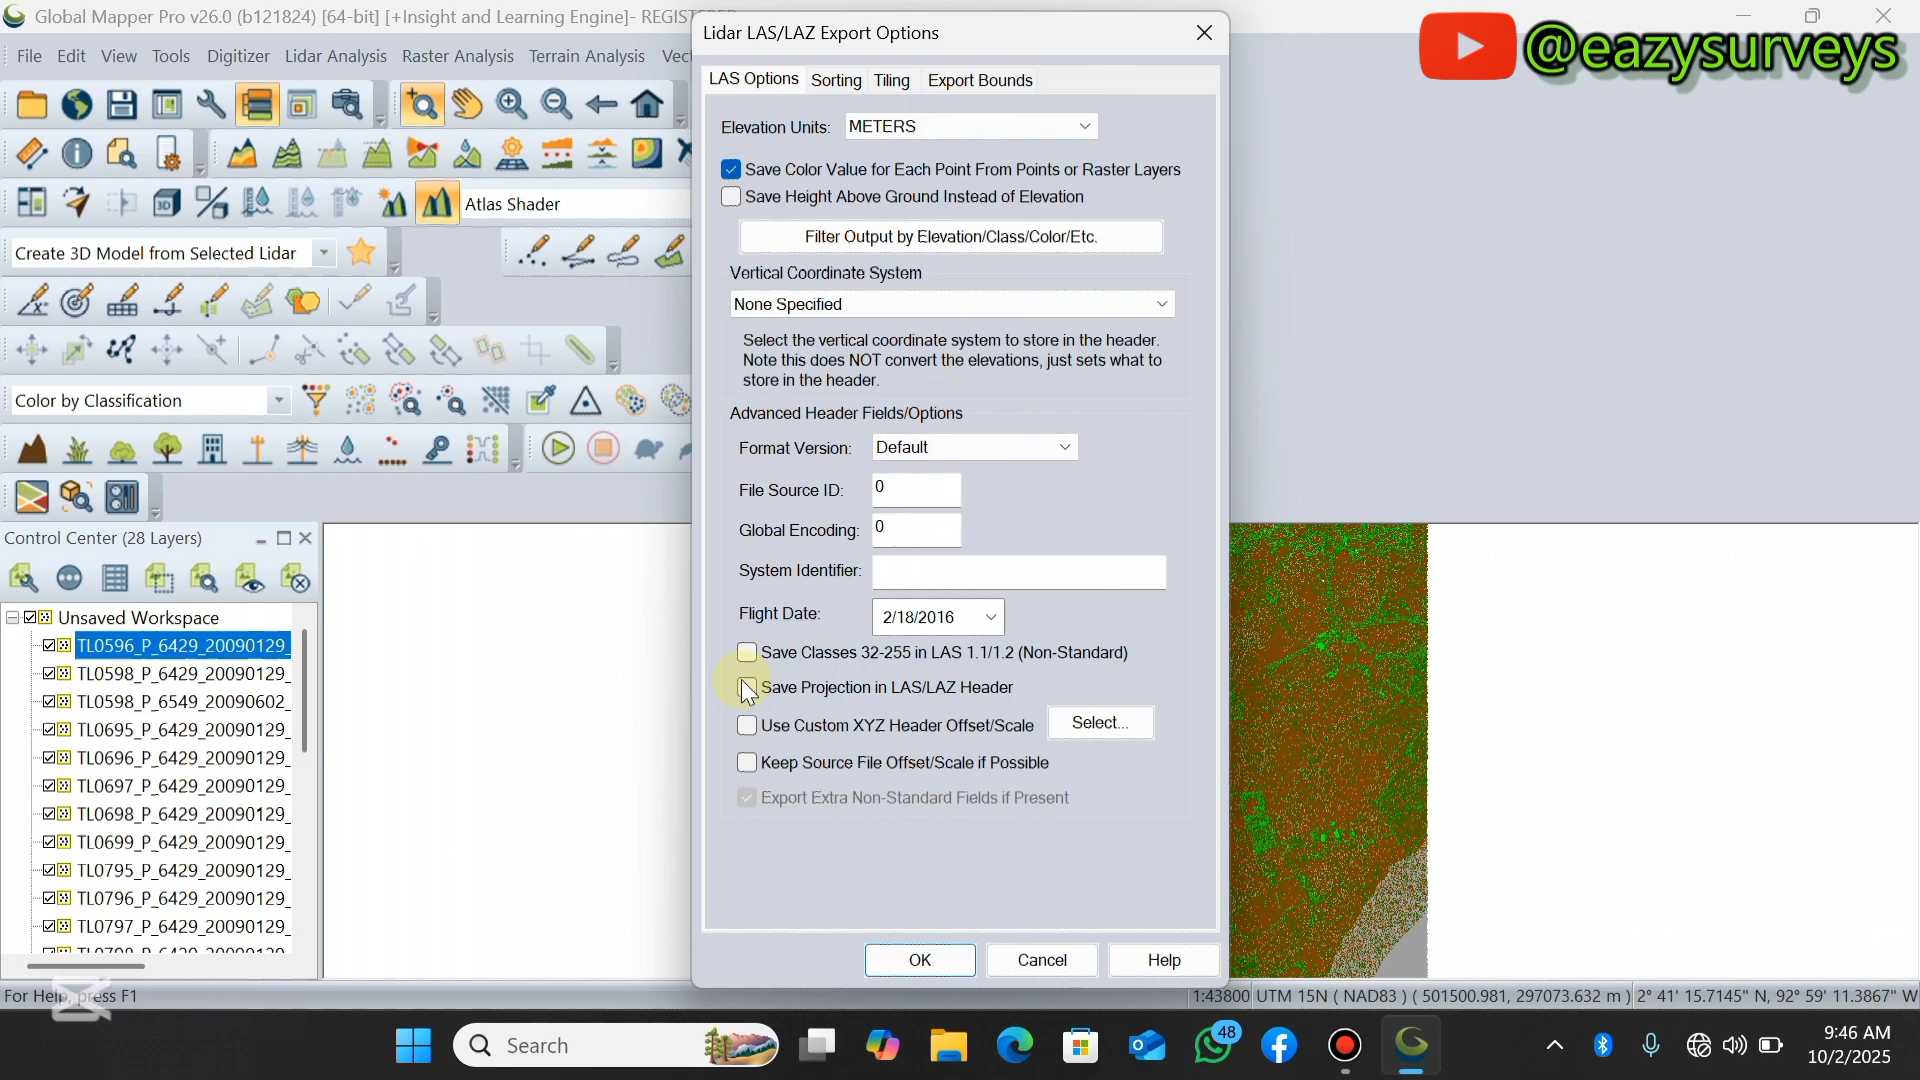 Global Mapper Pro v26.0 (b121824) [64-bit] [+Insight and Learning Engine]- REGISTERED
@eazysurveys
File Edit View Tools Digitizer Lidar Analysis Raster Analysis Terrain Analysis Vect
Atlas Shader
Create 3D Model from Selected Lidar
Color by Classification
Control Center (28 Layers)
Unsaved Workspace
TL0596_P_6429_20090129_
TL0598_P_6429_20090129_
TL0598_P_6549_20090602_
TL0695_P_6429_20090129_
TL0696_P_6429_20090129_
TL0697_P_6429_20090129_
TL0698_P_6429_20090129_
TL0699_P_6429_20090129_
TL0795_P_6429_20090129_
TL0796_P_6429_20090129_
TL0797_P_6429_20090129_
TL0798_P_6429_20090129_
Lidar LAS/LAZ Export Options
LAS Options Sorting Tiling Export Bounds
Elevation Units: METERS
Save Color Value for Each Point From Points or Raster Layers
Save Height Above Ground Instead of Elevation
Filter Output by Elevation/Class/Color/Etc.
Vertical Coordinate System
None Specified
Select the vertical coordinate system to store in the header.
Note this does NOT convert the elevations, just sets what to
store in the header.
Advanced Header Fields/Options
Format Version: Default
File Source ID: 0
Global Encoding: 0
System Identifier:
Flight Date: 2/18/2016
Save Classes 32-255 in LAS 1.1/1.2 (Non-Standard)
Save Projection in LAS/LAZ Header
Use Custom XYZ Header Offset/Scale Select...
Keep Source File Offset/Scale if Possible
Export Extra Non-Standard Fields if Present
OK Cancel Help
For Help, press F1
1:43800 UTM 15N ( NAD83 ) ( 501500.981, 297073.632 m ) 2° 41' 15.7145" N, 92° 59' 11.3867" W
Search
48
9:46 AM
10/2/2025